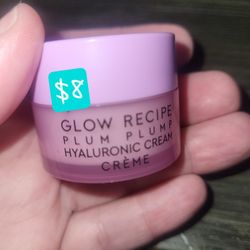 $8
GLOW RECIPE
PLUM PLUMP
HYALURONIC CREAM
CRÈME